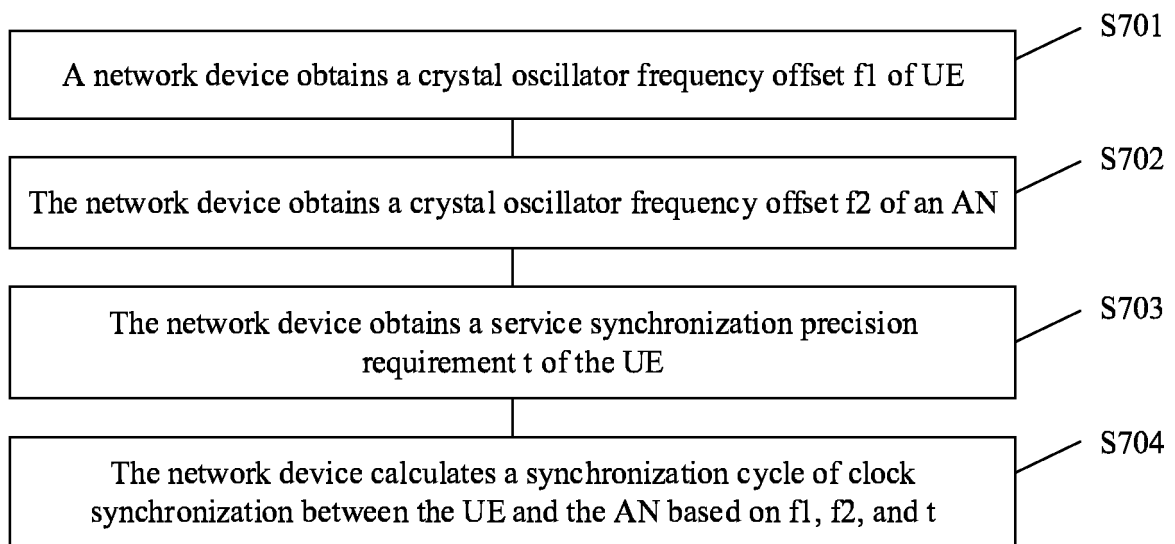 S701
A network device obtains a crystal oscillator frequency offset f1 of UE
S702
The network device obtains a crystal oscillator frequency offset f2 of an AN
S703
The network device obtains a service synchronization precision
requirement t of the UE
S704
The network device calculates a synchronization cycle of clock
synchronization between the UE and the AN based on f1, f2, and t